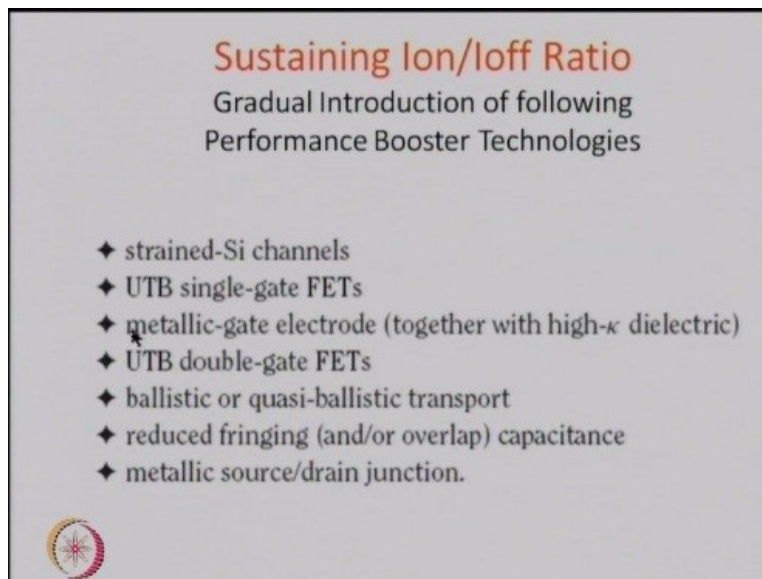 Sustaining Ion/Ioff Ratio
Gradual Introduction of following
Performance Booster Technologies
✦ strained-Si channels
✦ UTB single-gate FETs
✦ metallic-gate electrode (together with high-κ dielectric)
✦ UTB double-gate FETs
✦ ballistic or quasi-ballistic transport
✦ reduced fringing (and/or overlap) capacitance
✦ metallic source/drain junction.